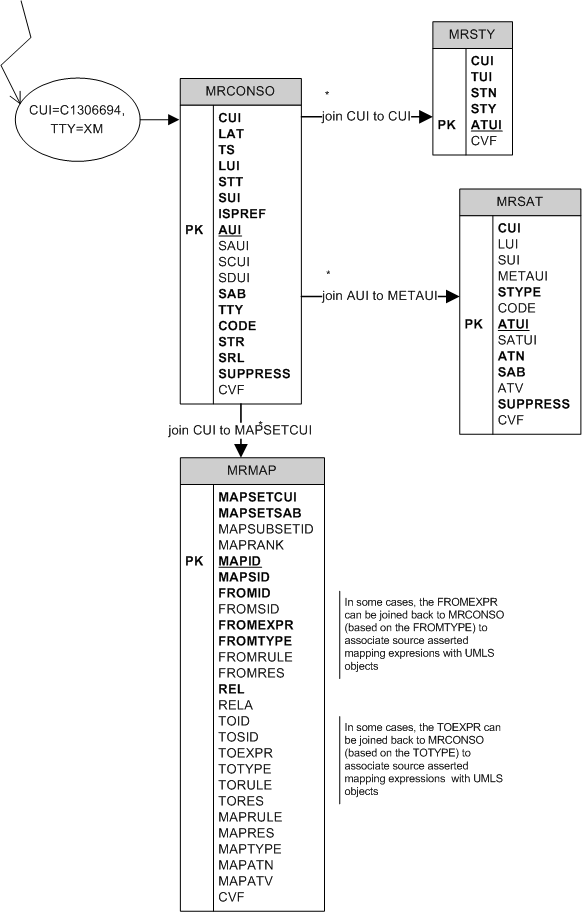 CUI=C1306694,
TTY=XM
MRCONSO
CUI
LAT
TS
LUI
STT
SUI
ISPREF
PK AUI
SAUI
SCUI
SDUI
SAB
TTY
CODE
STR
SRL
SUPPRESS
CVF
*
join CUI to CUI
MRSTY
CUI
TUI
STN
STY
PK ATUI
CVF
*
join AUI to METAUI
MRSAT
CUI
LUI
SUI
METAUI
STYPE
CODE
PK ATUI
SATUI
ATN
SAB
ATV
SUPPRESS
CVF
*
join CUI to MAPSETCUI
MRMAP
MAPSETCUI
MAPSETSAB
MAPSUBSETID
MAPRANK
PK MAPID
MAPSID
FROMID
FROMSID
FROMEXPR
FROMTYPE
FROMRULE
FROMRES
REL
RELA
TOID
TOSID
TOEXPR
TOTYPE
TORULE
TORES
MAPRULE
MAPRES
MAPTYPE
MAPATN
MAPATV
CVF
In some cases, the FROMEXPR
can be joined back to MRCONSO
(based on the FROMTYPE) to
associate source asserted
mapping expresions with UMLS
objects
In some cases, the TOEXPR can
be joined back to MRCONSO
(based on the TOTYPE) to
associate source asserted
mapping expressions with UMLS
objects